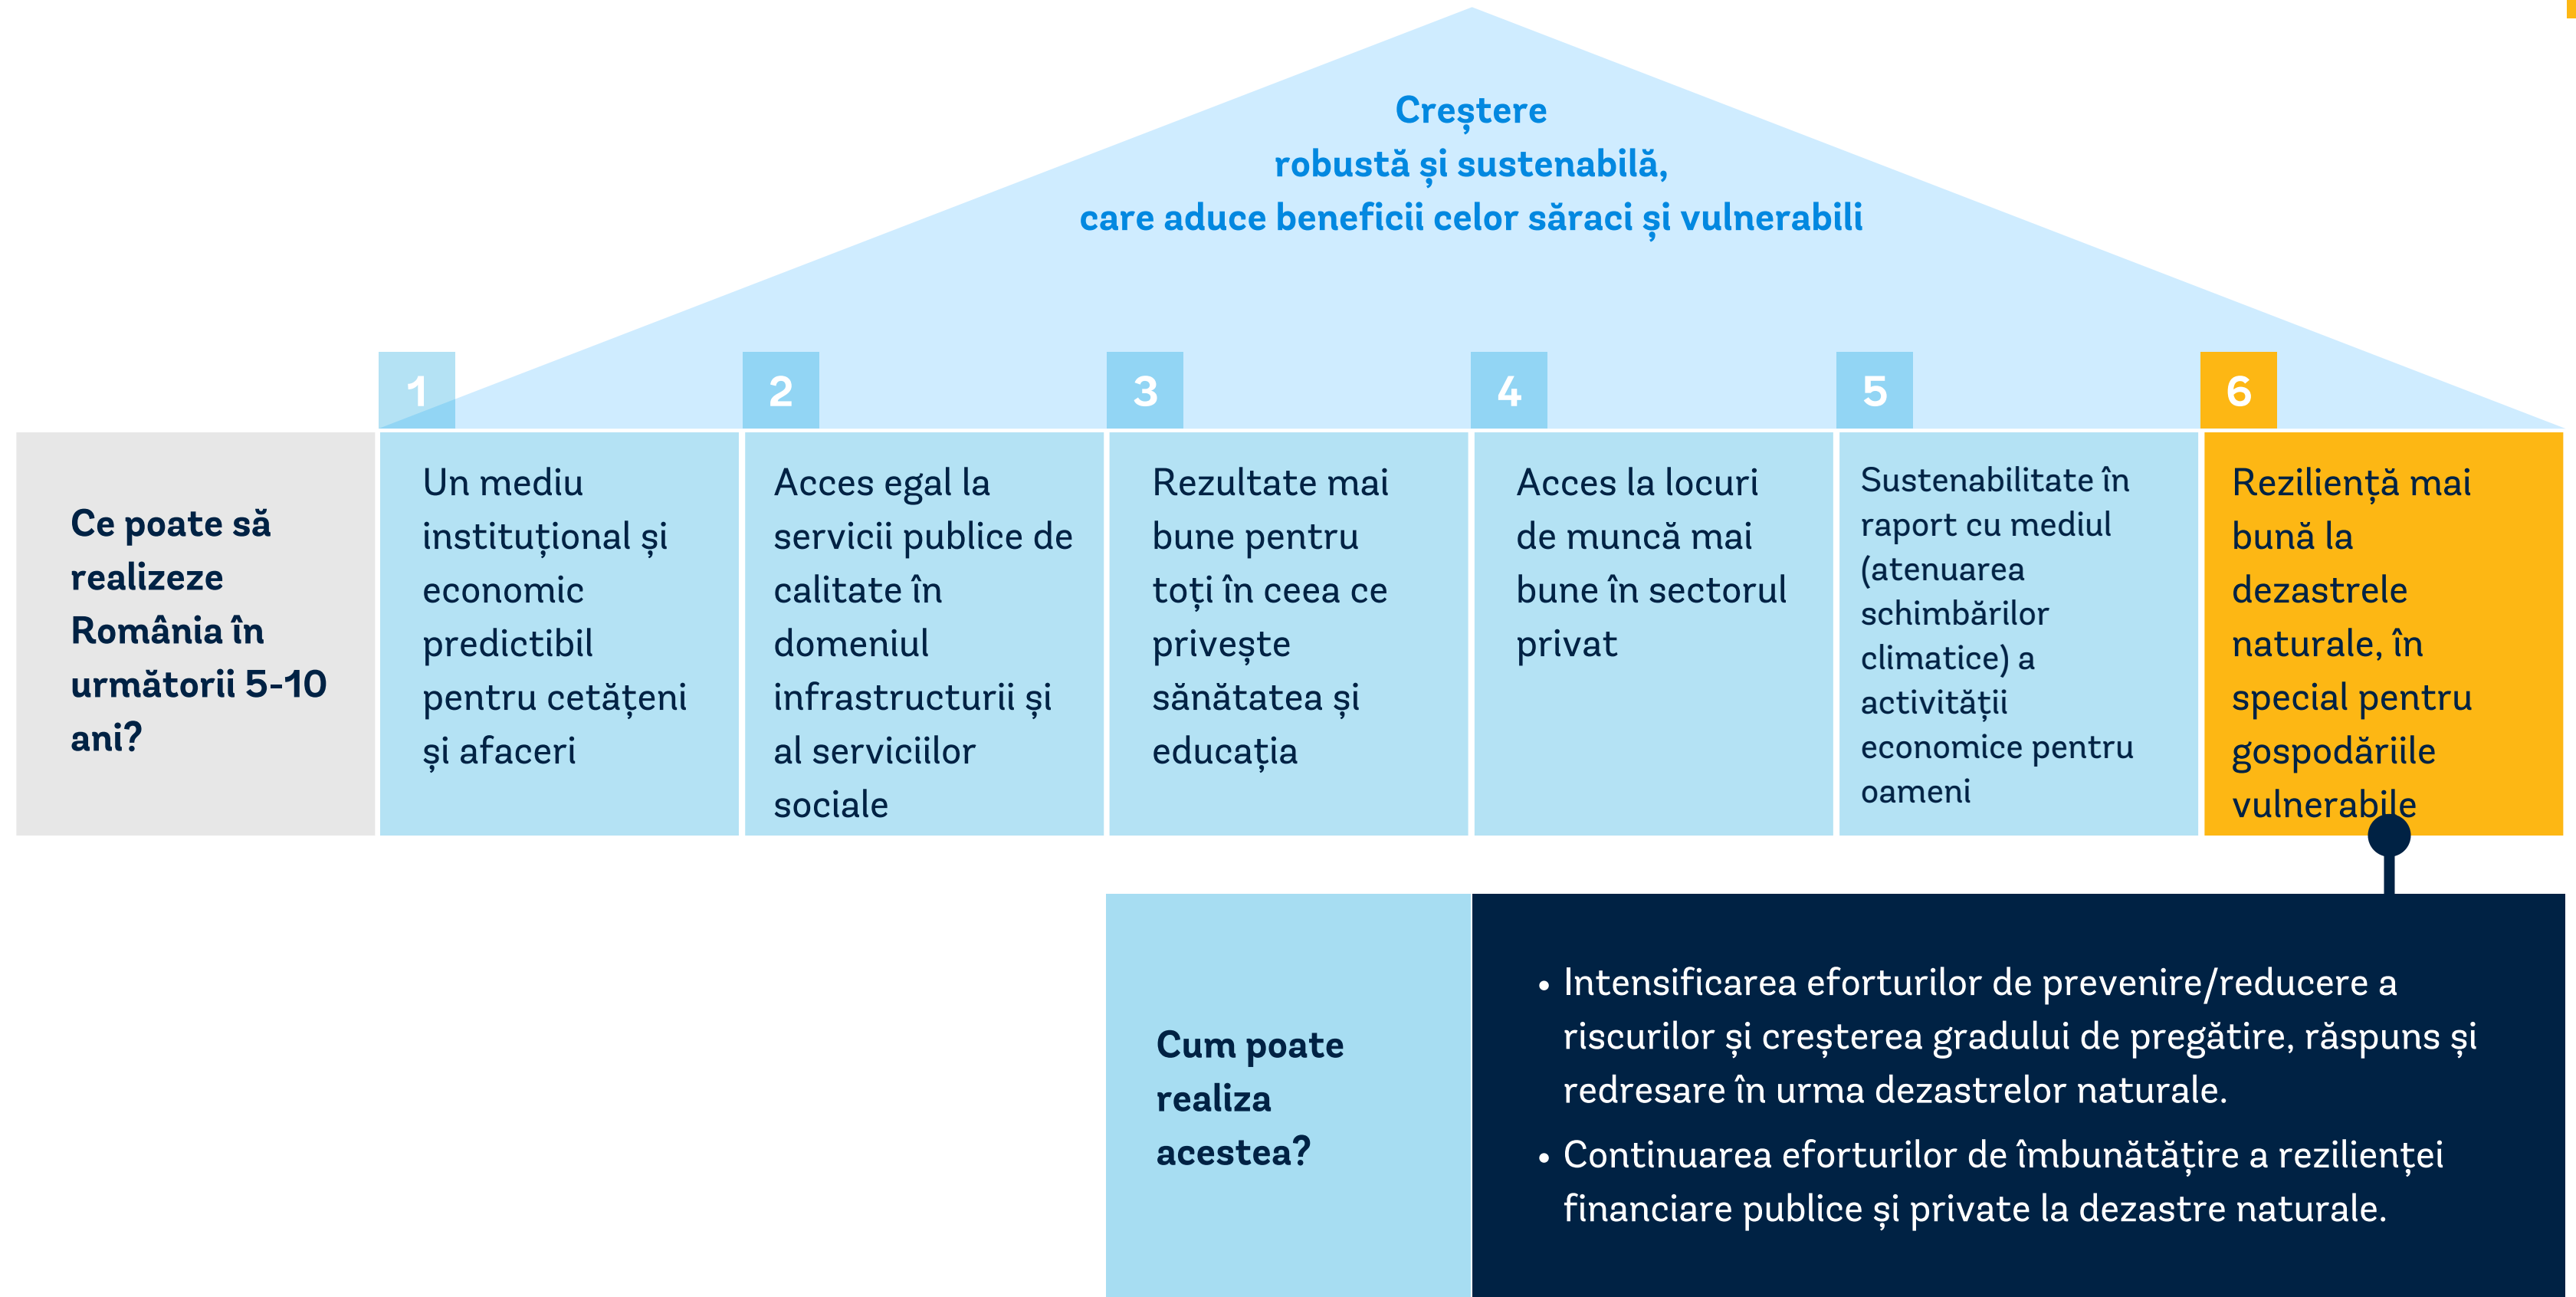 Creștere
robustă și sustenabilă,
care aduce beneficii celor săraci și vulnerabili
Ce poate să
realizeze
România în
următorii 5-10
ani?
1
Un mediu
instituțional și
economic
predictibil
pentru cetățeni
și afaceri
2
Acces egal la
servicii publice de
calitate în
domeniul
infrastructurii și
al serviciilor
sociale
3
Rezultate mai
bune pentru
toți în ceea ce
privește
sănătatea și
educația
4
Acces la locuri
de muncă mai
bune în sectorul
privat
5
Sustenabilitate în
raport cu mediul
(atenuarea
schimbărilor
climatice) a
activității
economice pentru
oameni
6
Reziliență mai
bună la
dezastrele
naturale, în
special pentru
gospodăriile
vulnerabile
Cum poate
realiza
acestea?
• Intensificarea eforturilor de prevenire/reducere a
riscurilor și creșterea gradului de pregătire, răspuns și
redresare în urma dezastrelor naturale.
• Continuarea eforturilor de îmbunătățire a rezilienței
financiare publice și private la dezastre naturale.